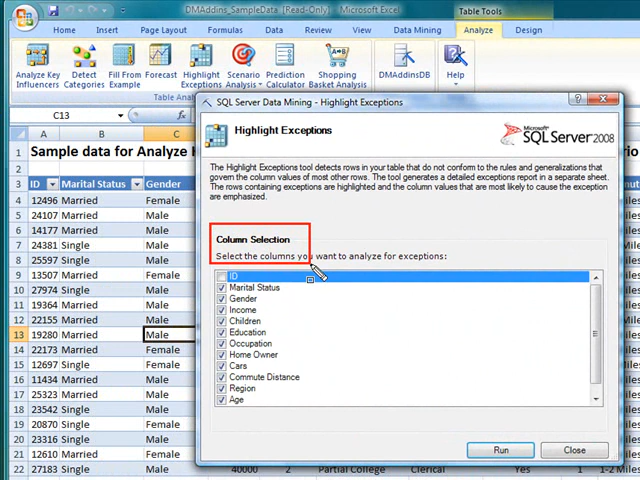 DMAddins_SampleData [Read-Only] - Microsoft Excel
Table Tools
Home Insert Page Layout Formulas Data Review View Data Mining Analyze Design
Analyze Key Influencers
Detect Categories
Fill From Example
Forecast
Highlight Exceptions
Scenario Analysis
Prediction Calculator
Shopping Basket Analysis
DMAddinsDB
Help
Table Anal
C13
fx
A B C
1 Sample data for Analyze
3 ID Marital Status Gender
4 12496 Married Female
5 24107 Married Male
6 14177 Married Male
7 24381 Single Male
8 25597 Single Male
9 13507 Married Female
10 27974 Single Male
11 19364 Married Male
12 22155 Married Male
13 19280 Married Male
14 22173 Married Female
15 12697 Single Female
16 11434 Married Male
17 25323 Married Male
18 23542 Single Male
19 20870 Single Female
20 23316 Single Male
21 12610 Married Female
22 27183 Single Male 40000 2 Partial College Clerical Yes 1 1-2 Miles
SQL Server Data Mining - Highlight Exceptions
Highlight Exceptions
Microsoft SQL Server 2008
The Highlight Exceptions tool detects rows in your table that do not conform to the rules and generalizations that
govern the column values of most other rows. The tool generates a detailed exceptions report in a separate sheet.
The rows containing exceptions are highlighted and the column values that are most likely to cause the exception
are emphasized.
Column Selection
Select the columns you want to analyze for exceptions:
ID
Marital Status
Gender
Income
Children
Education
Occupation
Home Owner
Cars
Commute Distance
Region
Age
Run Close